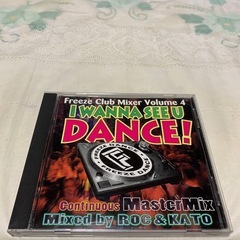 Freeze Club Mixer Volume 4
I WANNA SEE U
DANCE!
Continuous MasterMix
Mixed by ROC & KATO